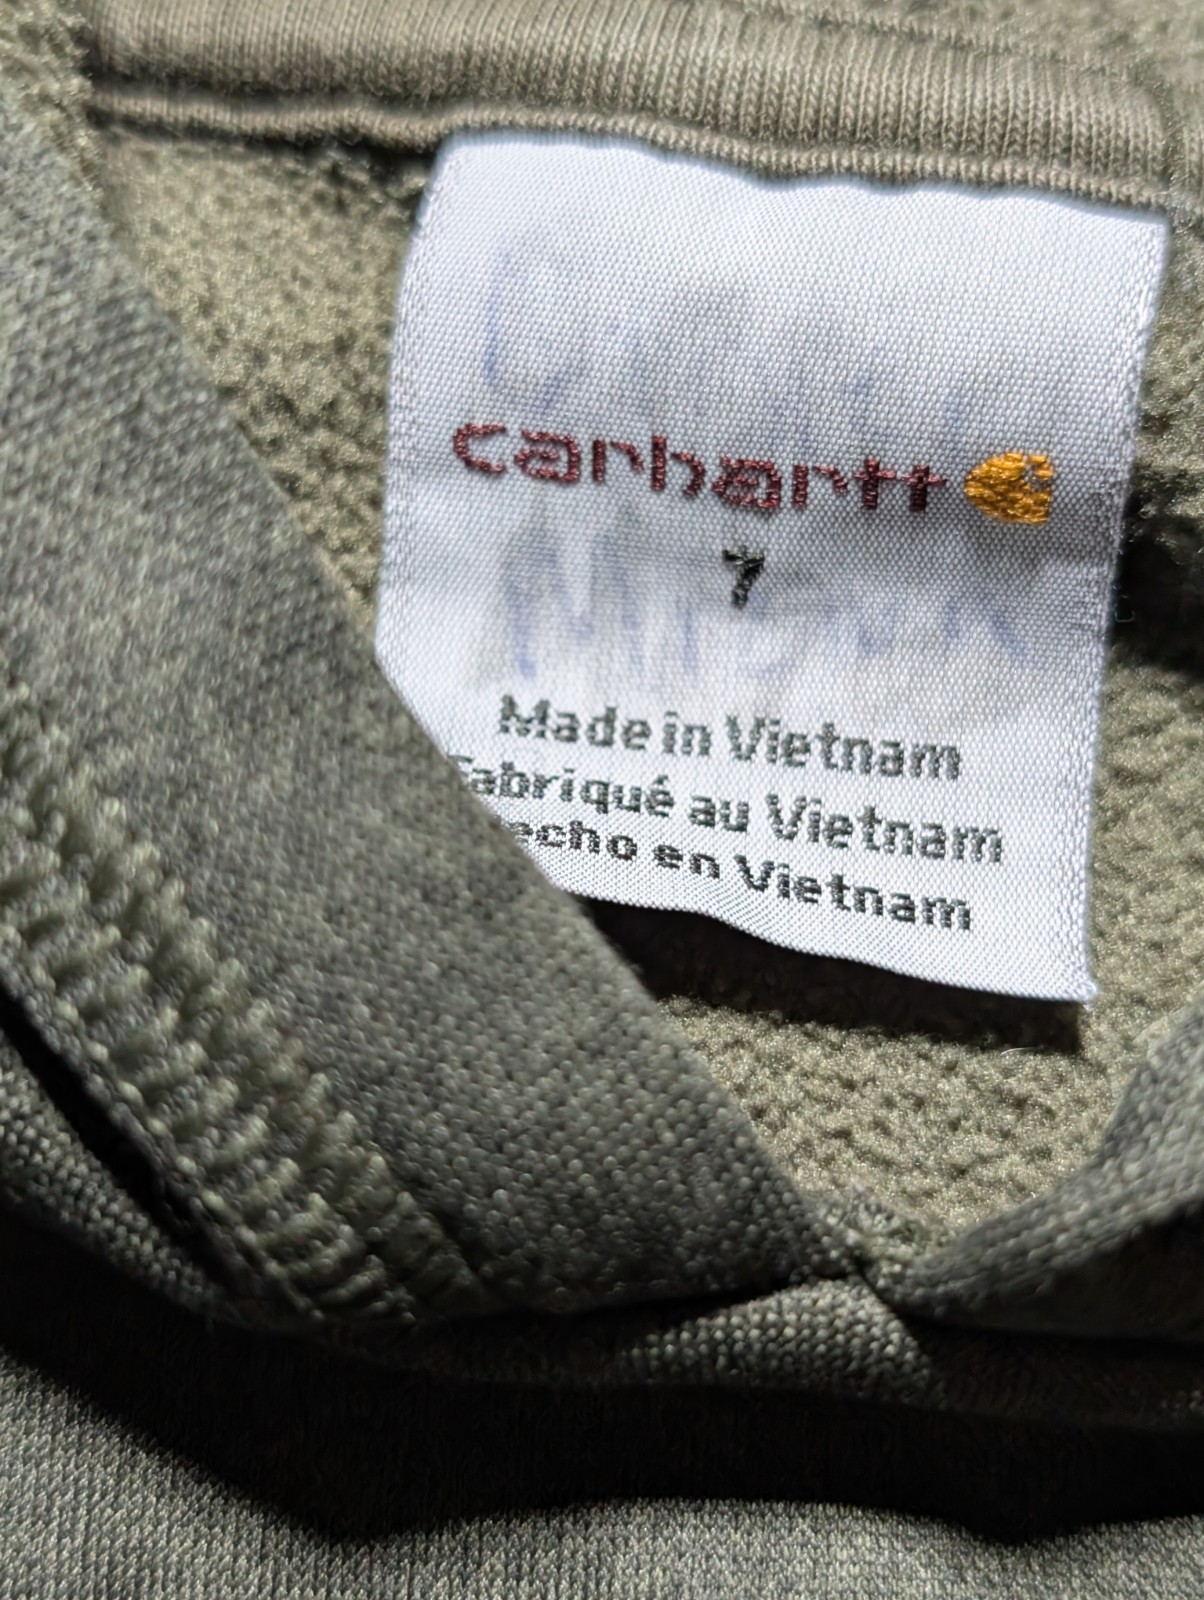 carhartt
7
Made in Vietnam
abriqué au Vietnam
echo en Vietnam